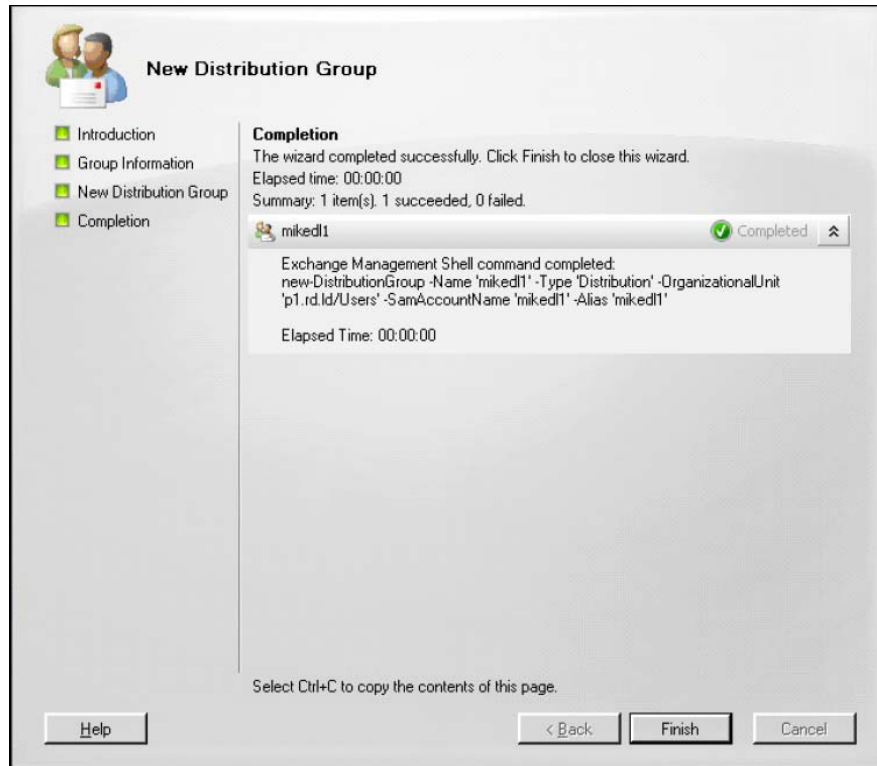 New Distribution Group
Introduction
Group Information
New Distribution Group
Completion
Completion
The wizard completed successfully. Click Finish to close this wizard.
Elapsed time: 00:00:00
Summary: 1 item(s). 1 succeeded, 0 failed.
mikedl1
Completed
Exchange Management Shell command completed:
new-DistributionGroup -Name 'mikedl1' -Type 'Distribution' -OrganizationalUnit
'p1.rd.ld/Users' -SamAccountName 'mikedl1' -Alias 'mikedl1'
Elapsed Time: 00:00:00
Select Ctrl+C to copy the contents of this page.
Help
< Back
Finish
Cancel